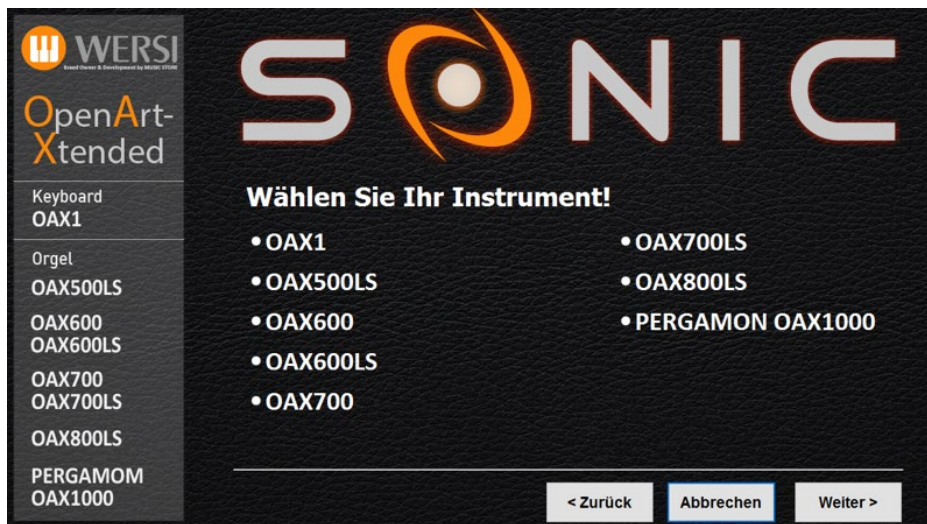 WERSI
Brand Owner & Development by MUSIC STORE
OpenArt-
Xtended
Keyboard
OAX1
Orgel
OAX500LS
OAX600
OAX600LS
OAX700
OAX700LS
OAX800LS
PERGAMOM
OAX1000
SONIC
Wählen Sie Ihr Instrument!
• OAX1
• OAX500LS
• OAX600
• OAX600LS
• OAX700
• OAX700LS
• OAX800LS
• PERGAMON OAX1000
< Zurück
Abbrechen
Weiter >